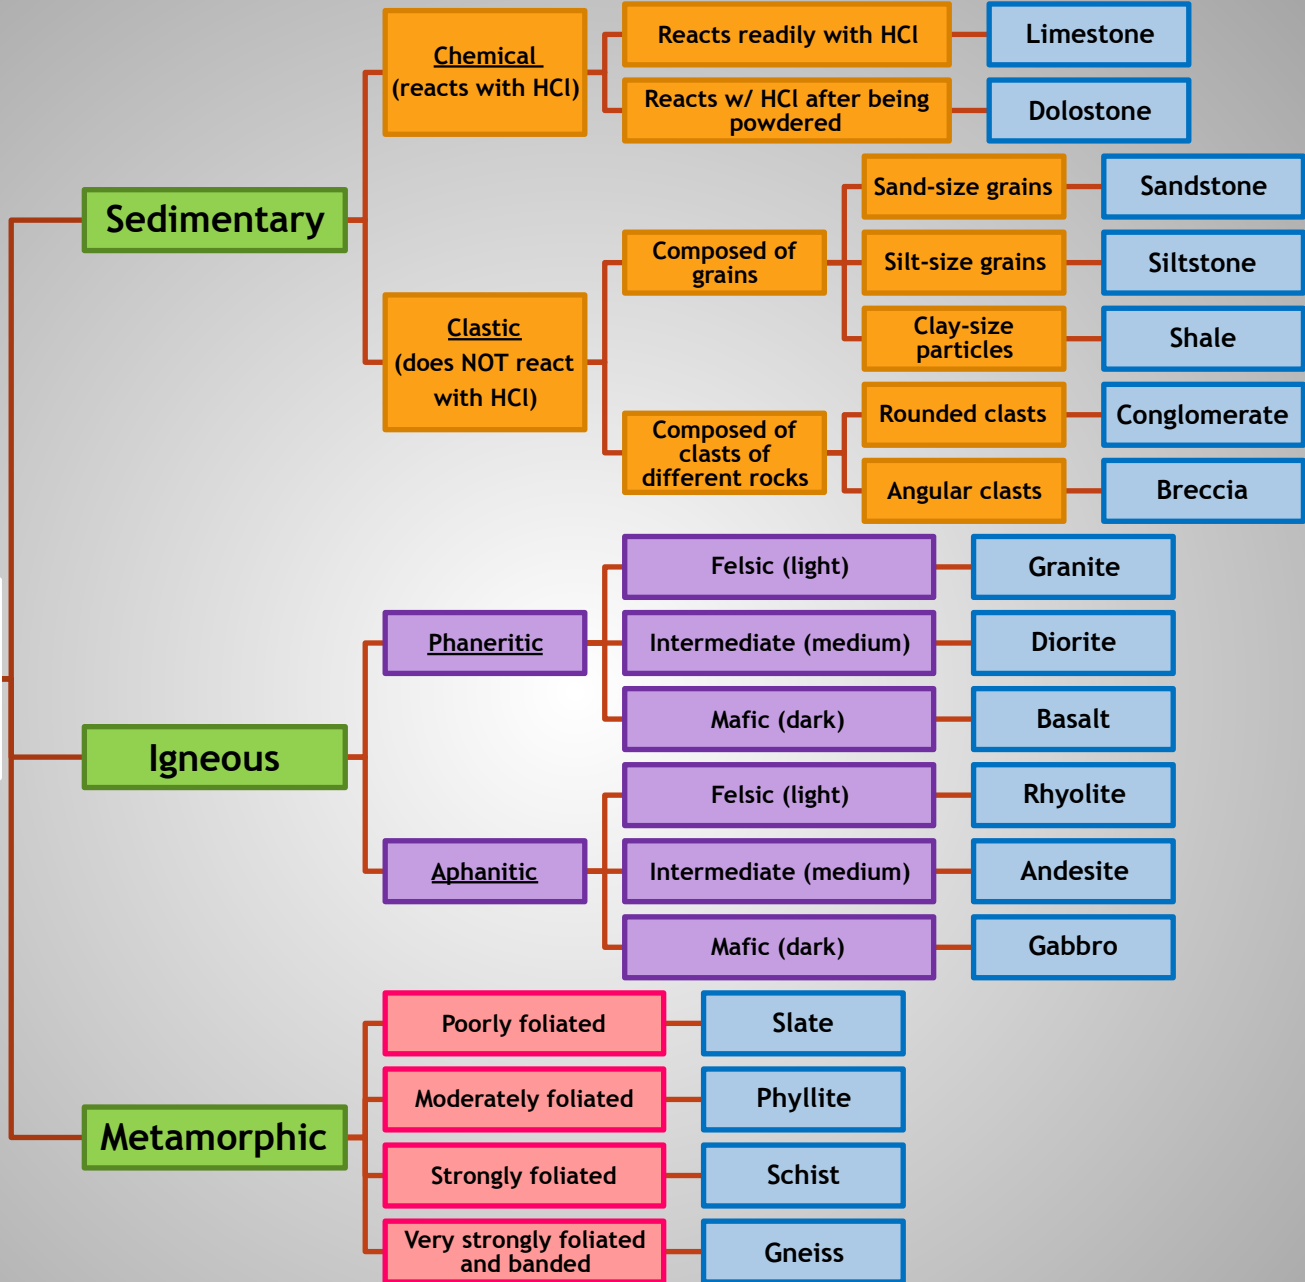 Sedimentary
Chemical
(reacts with HCl)
Reacts readily with HCl
Limestone
Reacts w/ HCl after being
powdered
Dolostone
Clastic
(does NOT react
with HCl)
Composed of
grains
Sand-size grains
Sandstone
Silt-size grains
Siltstone
Clay-size
particles
Shale
Composed of
clasts of
different rocks
Rounded clasts
Conglomerate
Angular clasts
Breccia
Igneous
Phaneritic
Felsic (light)
Granite
Intermediate (medium)
Diorite
Mafic (dark)
Basalt
Aphanitic
Felsic (light)
Rhyolite
Intermediate (medium)
Andesite
Mafic (dark)
Gabbro
Metamorphic
Poorly foliated
Slate
Moderately foliated
Phyllite
Strongly foliated
Schist
Very strongly foliated
and banded
Gneiss